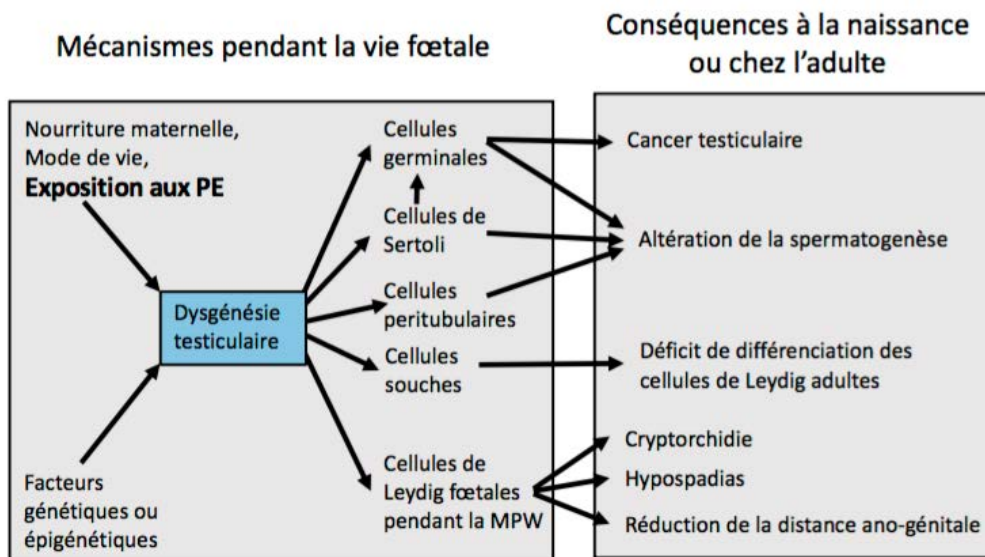 Mécanismes pendant la vie fœtale
Conséquences à la naissance
ou chez l’adulte
Nourriture maternelle,
Mode de vie,
Exposition aux PE
Dysgénésie
testiculaire
Facteurs
génétiques ou
épigénétiques
Cellules
germinales
Cellules de
Sertoli
Cellules
peritubulaires
Cellules
souches
Cellules de
Leydig fœtales
pendant la MPW
Cancer testiculaire
Altération de la spermatogenèse
Déficit de différenciation des
cellules de Leydig adultes
Cryptorchidie
Hypospadias
Réduction de la distance ano-génitale